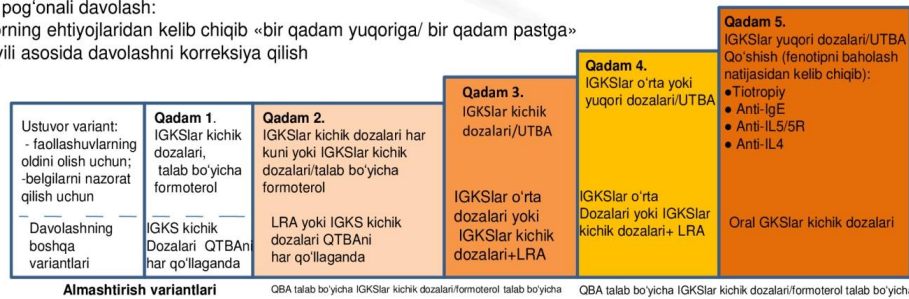 pog‘onali davolash:
orning ehtiyojlaridan kelib chiqib «bir qadam yuqoriga/ bir qadam pastga»
yili asosida davolashni korreksiya qilish
Ustuvor variant:
- faollashuvlarning
oldini olish uchun;
-belgilarni nazorat
qilish uchun
Davolashning
boshqa
variantlari
Qadam 1.
IGKSlar kichik
dozalari,
talab bo‘yicha
formoterol
IGKS kichik
Dozalari QTBAni
har qo‘llaganda
Qadam 2.
IGKSlar kichik dozalari har
kuni yoki IGKSlar kichik
dozalari/talab bo‘yicha
formoterol
LRA yoki IGKS kichik
dozalari QTBAni
har qo‘llaganda
Qadam 3.
IGKSlar kichik
dozalari/UTBA
IGKSlar o‘rta
dozalari yoki
IGKSlar kichik
dozalari+LRA
Qadam 4.
IGKSlar o‘rta yoki
yuqori dozalari/UTBA
IGKSlar o‘rta
Dozalari yoki IGKSlar
kichik dozalari+ LRA
Qadam 5.
IGKSlar yuqori dozalari/UTBA
Qo‘shish (fenotipni baholash
natijasidan kelib chiqib):
●Tiotropiy
● Anti-IgE
● Anti-IL5/5R
● Anti-IL4
Oral GKSlar kichik dozalari
Almashtirish variantlari
QBA talab bo‘yicha IGKSlar kichik dozalari/formoterol talab bo‘yicha
QBA talab bo‘yicha IGKSlar kichik dozalari/formoterol talab bo‘yicha